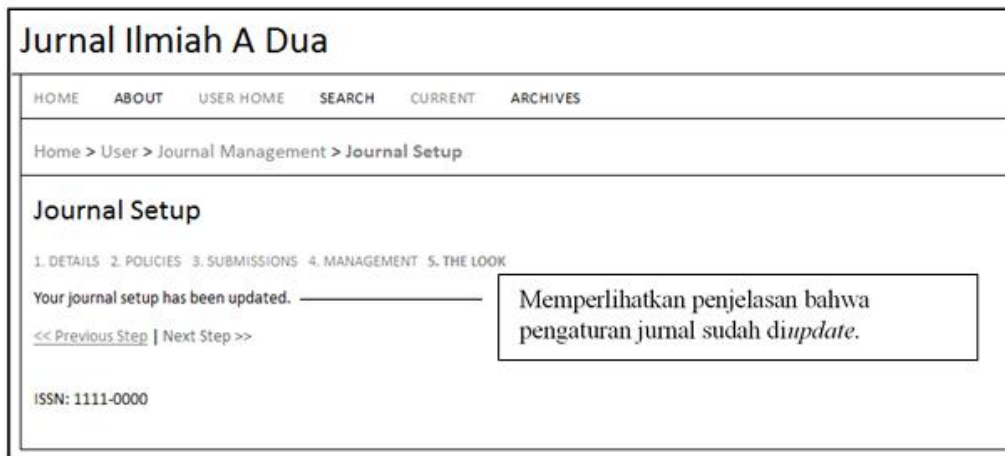 Jurnal Ilmiah A Dua
HOME ABOUT USER HOME SEARCH CURRENT ARCHIVES
Home > User > Journal Management > Journal Setup
Journal Setup
1. DETAILS 2. POLICIES 3. SUBMISSIONS 4. MANAGEMENT 5. THE LOOK
Your journal setup has been updated.
Memperlihatkan penjelasan bahwa
pengaturan jurnal sudah diupdate.
<< Previous Step | Next Step >>
ISSN: 1111-0000